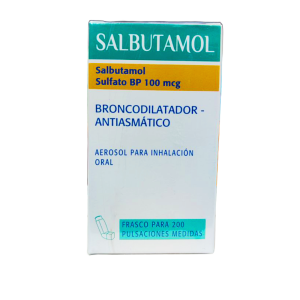 SALBUTAMOL
Salbutamol
Sulfato BP 100 mcg
BRONCODILATADOR -
ANTIASMÁTICO
AEROSOL PARA INHALACIÓN
ORAL
FRASCO PARA 200
PULSACIONES MEDIDAS